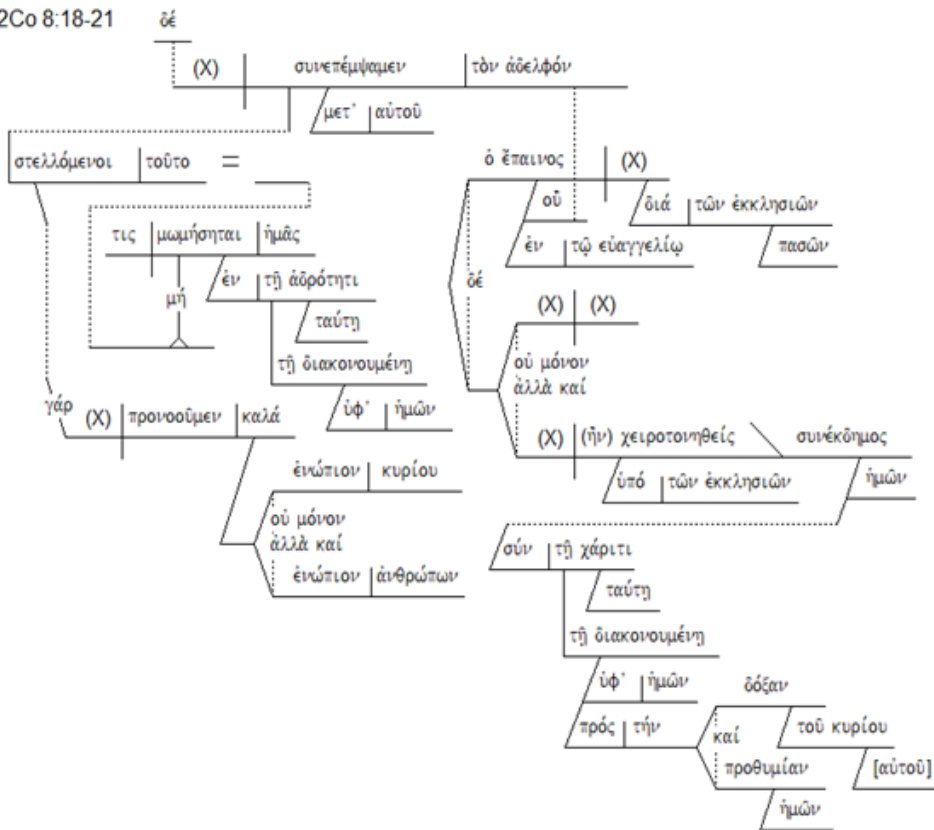 2Co 8:18-21 δέ
(X) συνεπέμψαμεν τὸν ἀδελφόν
μετ' αὐτοῦ
στελλόμενοι τοῦτο =
ὁ ἔπαινος (X)
οὗ διά τῶν ἐκκλησιῶν
ἐν τῷ εὐαγγελίῳ πασῶν
τις μωμήσηται ἡμᾶς
μή ἐν τῇ ἁδρότητι
ταύτῃ
τῇ διακονουμένῃ
ὑφ' ἡμῶν
δέ
(X) (X)
οὐ μόνον
ἀλλὰ καί
(X) (ἦν) χειροτονηθείς συνέκδημος
ὑπό τῶν ἐκκλησιῶν ἡμῶν
γάρ (X) προνοοῦμεν καλά
ἐνώπιον κυρίου
οὐ μόνον
ἀλλὰ καί
ἐνώπιον ἀνθρώπων
σύν τῇ χάριτι
ταύτῃ
τῇ διακονουμένῃ
ὑφ' ἡμῶν
πρός τήν
δόξαν
καί τοῦ κυρίου
προθυμίαν [αὐτοῦ]
ἡμῶν